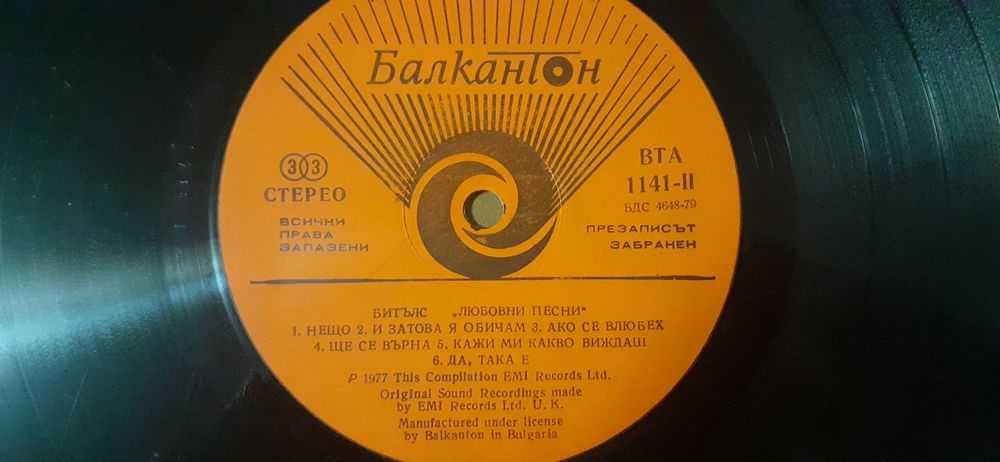 Балкантон
33
СТЕРЕО
ВСИЧНИ
ПРАВА
ЗАПАЗЕНИ
ВТА
1141-II
БДС 4648-79
ПРЕЗАПИСЪТ
ЗАБРАНЕН
БИТЪЛС „ЛЮБОВНИ ПЕСНИ"
1. НЕЩО 2. И ЗАТОВА Я ОБИЧАМ 3. АКО СЕ ВЛЮБЕХ
4. ЩЕ СЕ ВЪРНА 5. КАЖИ МИ КАКВО ВИЖДАШ
6. ДА, ТАКА Е
P 1977 This Compilation EMI Records Ltd.
Original Sound Recordings made
by EMI Records Ltd. U. K.
Manufactured under license
by Balkanton in Bulgaria